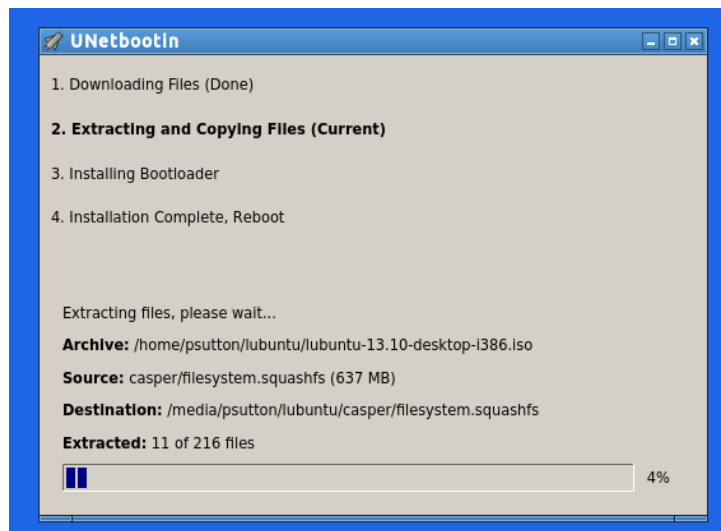 UNetbootin
1. Downloading Files (Done)
2. Extracting and Copying Files (Current)
3. Installing Bootloader
4. Installation Complete, Reboot
Extracting files, please wait...
Archive: /home/psutton/lubuntu/lubuntu-13.10-desktop-i386.iso
Source: casper/filesystem.squashfs (637 MB)
Destination: /media/psutton/lubuntu/casper/filesystem.squashfs
Extracted: 11 of 216 files
4%